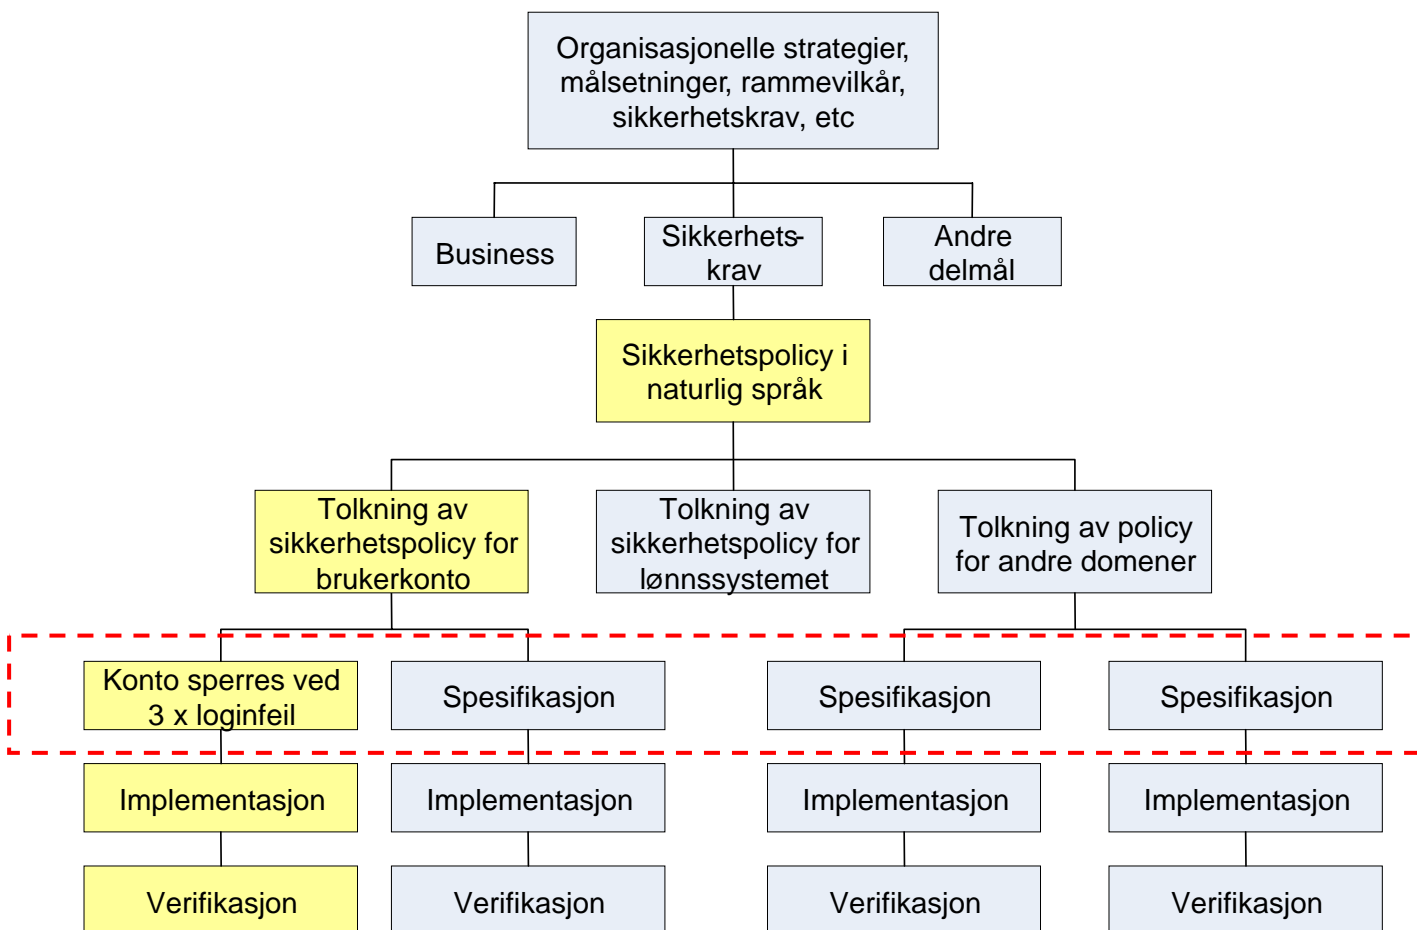 Organisasjonelle strategier,
målsetninger, rammevilkår,
sikkerhetskrav, etc
Business
Sikkerhets-
krav
Andre
delmål
Sikkerhetspolicy i
naturlig språk
Tolkning av
sikkerhetspolicy for
brukerkonto
Tolkning av
sikkerhetspolicy for
lønnssystemet
Tolkning av policy
for andre domener
Konto sperres ved
3 x loginfeil
Spesifikasjon
Spesifikasjon
Spesifikasjon
Implementasjon
Implementasjon
Implementasjon
Implementasjon
Verifikasjon
Verifikasjon
Verifikasjon
Verifikasjon